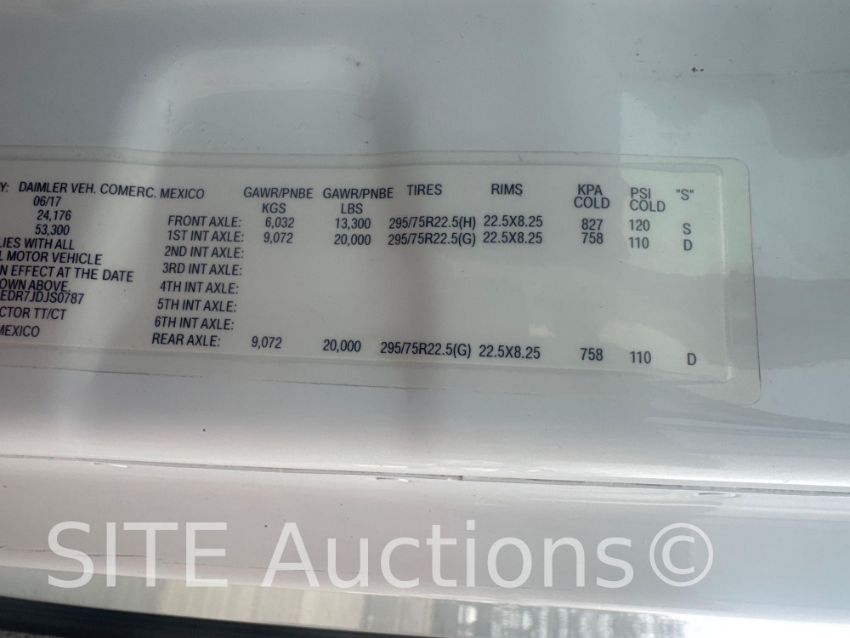 Y: DAIMLER VEH. COMERC. MEXICO GAWR/PNBE GAWR/PNBE TIRES RIMS KPA PSI "S"
06/17 KGS LBS COLD COLD
24,176 FRONT AXLE: 6,032 13,300 295/75R22.5(H) 22.5X8.25 827 120 S
53,300 1ST INT AXLE: 9,072 20,000 295/75R22.5(G) 22.5X8.25 758 110 D
LIES WITH ALL 2ND INT AXLE:
L MOTOR VEHICLE 3RD INT AXLE:
N EFFECT AT THE DATE
OWN ABOVE. 4TH INT AXLE:
EDR7JDJS0787 5TH INT AXLE:
CTOR TT/CT 6TH INT AXLE:
MEXICO REAR AXLE: 9,072 20,000 295/75R22.5(G) 22.5X8.25 758 110 D
SITE Auctions©